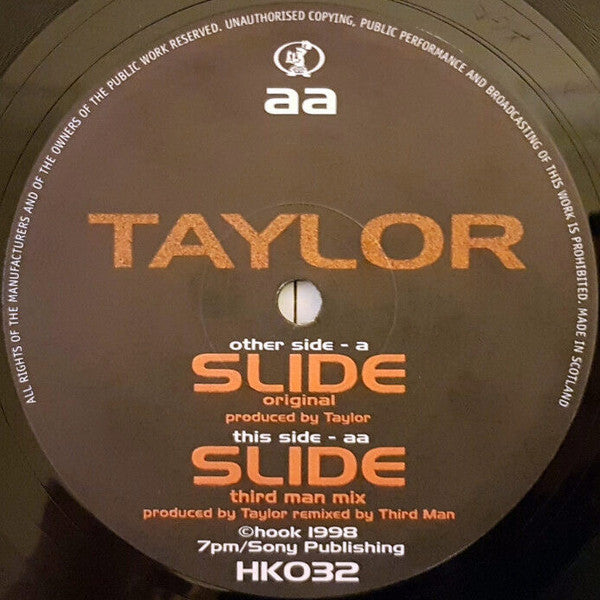 ALL RIGHTS OF THE MANUFACTURERS AND OF THE OWNERS OF THE PUBLIC WORK RESERVED. UNAUTHORISED COPYING, PUBLIC PERFORMANCE AND BROADCASTING OF THIS WORK IS PROHIBITED. MADE IN SCOTLAND
aa
TAYLOR
other side - a
SLIDE
original
produced by Taylor
this side - aa
SLIDE
third man mix
produced by Taylor remixed by Third Man
©hook 1998
7pm/Sony Publishing
HK032